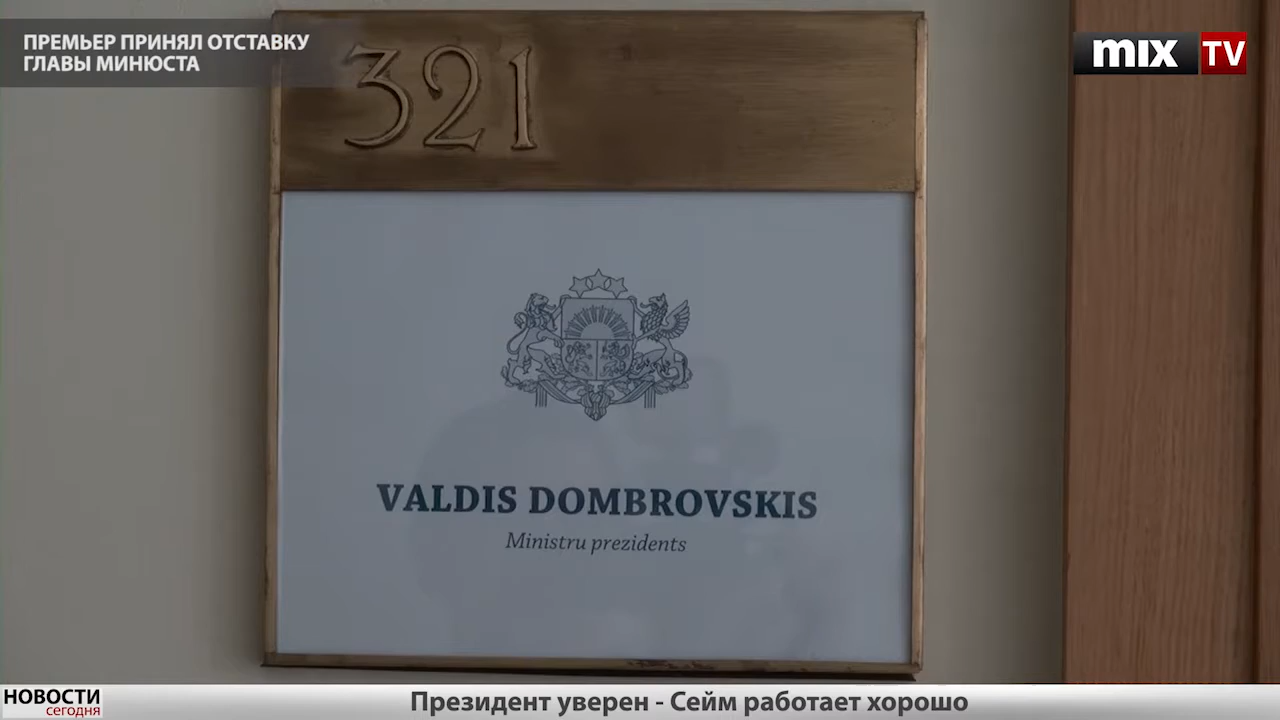 ПРЕМЬЕР ПРИНЯЛ ОТСТАВКУ
ГЛАВЫ МИНЮСТА
mix TV
321
VALDIS DOMBROVSKIS
Ministru prezidents
НОВОСТИ
сегодня
Президент уверен - Сейм работает хорошо